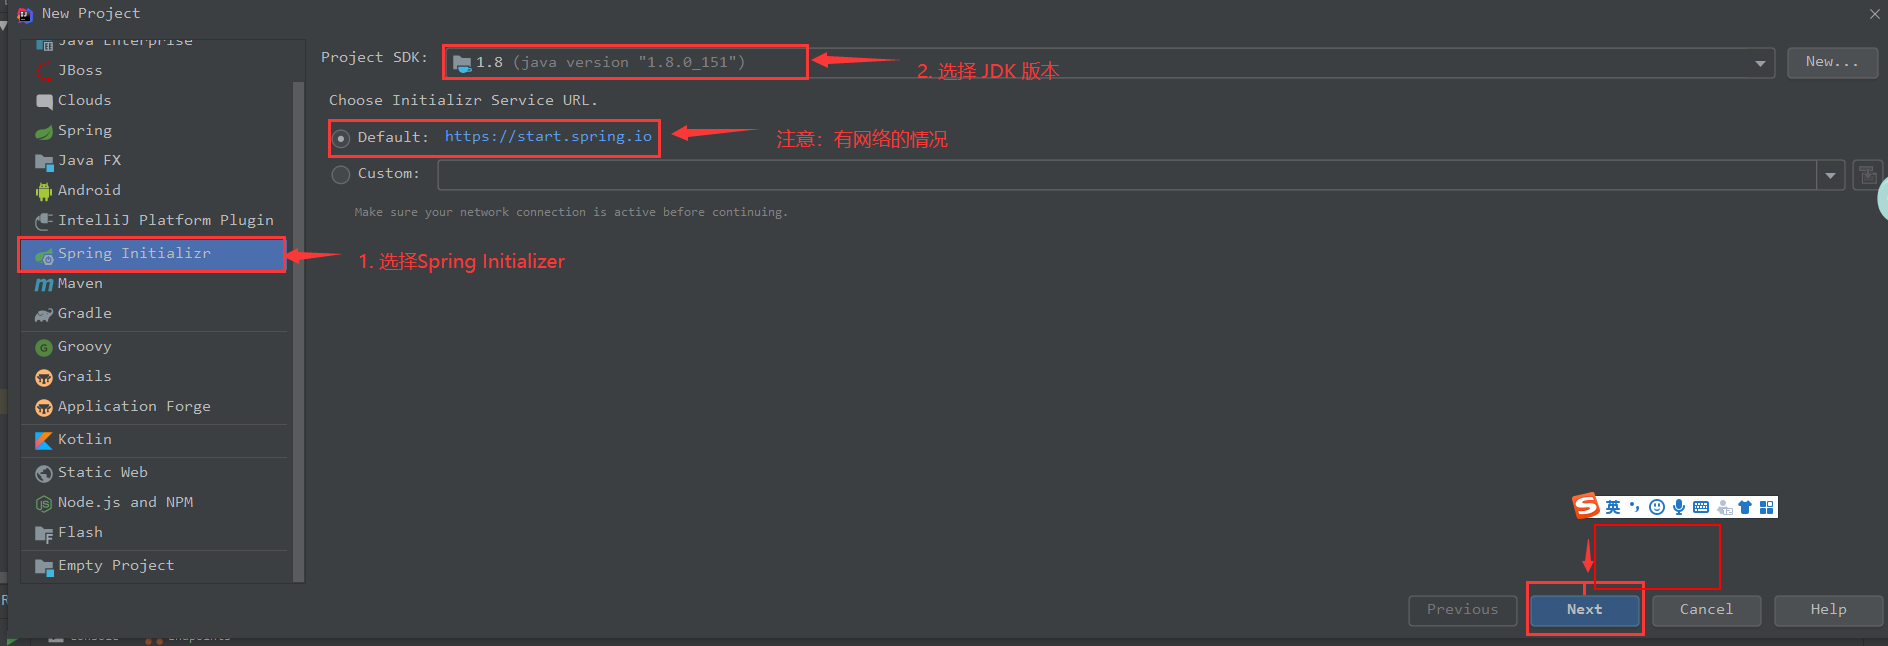 New Project
Java Enterprise
JBoss
Clouds
Spring
Java FX
Android
IntelliJ Platform Plugin
Spring Initializr
Maven
Gradle
Groovy
Grails
Application Forge
Kotlin
Static Web
Node.js and NPM
Flash
Empty Project
Project SDK: 1.8 (java version "1.8.0_151") New...
2. 选择 JDK 版本
Choose Initializr Service URL.
Default: https://start.spring.io
注意：有网络的情况
Custom:
Make sure your network connection is active before continuing.
1. 选择Spring Initializer
英
Previous Next Cancel Help
Console Endpoints